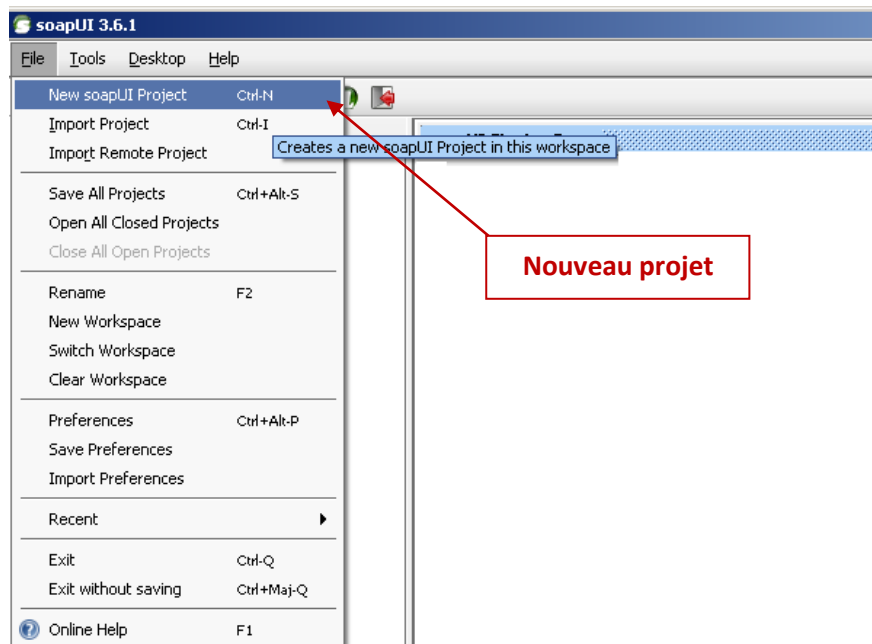 soapUI 3.6.1
File Tools Desktop Help
New soapUI Project Ctrl-N
Import Project Ctrl-I
Creates a new soapUI Project in this workspace
Import Remote Project
Save All Projects Ctrl+Alt-S
Open All Closed Projects
Close All Open Projects
Nouveau projet
Rename F2
New Workspace
Switch Workspace
Clear Workspace
Preferences Ctrl+Alt-P
Save Preferences
Import Preferences
Recent
Exit Ctrl-Q
Exit without saving Ctrl+Maj-Q
Online Help F1